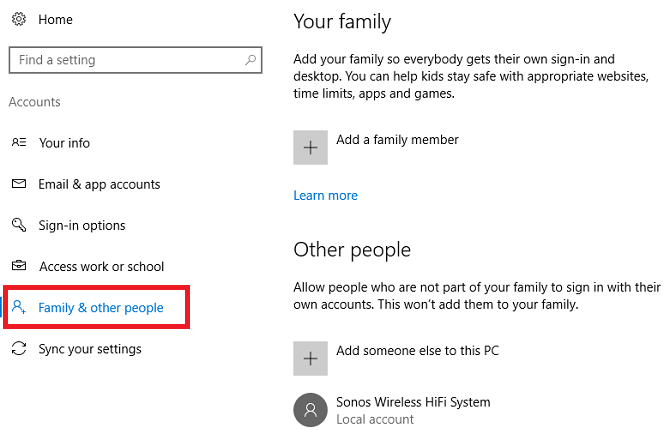 Home
Find a setting
Accounts
Your info
Email & app accounts
Sign-in options
Access work or school
Family & other people
Sync your settings
Your family
Add your family so everybody gets their own sign-in and
desktop. You can help kids stay safe with appropriate websites,
time limits, apps and games.
Add a family member
Learn more
Other people
Allow people who are not part of your family to sign in with their
own accounts. This won't add them to your family.
Add someone else to this PC
Sonos Wireless HiFi System
Local account